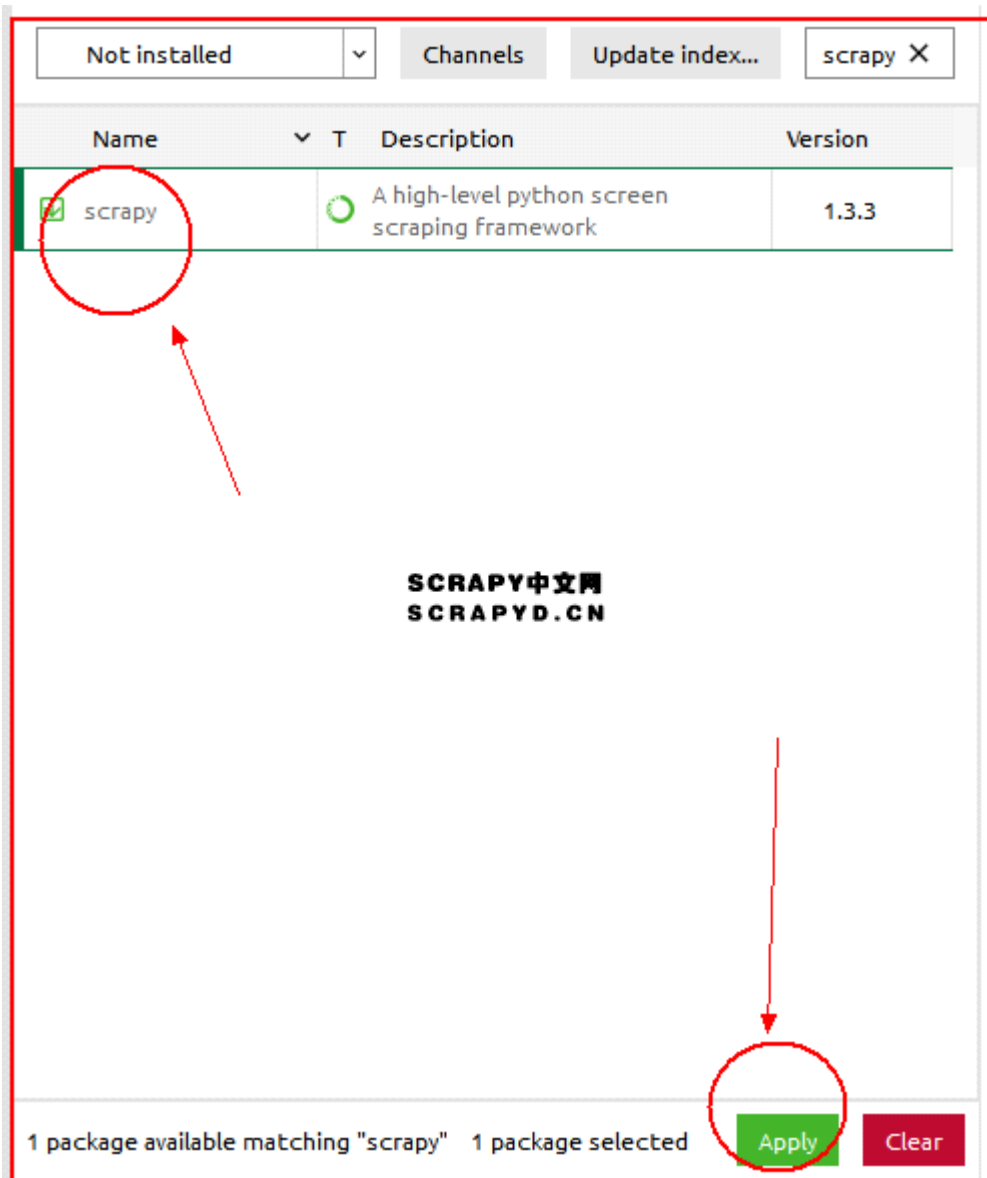 Not installed Channels Update index... scrapy ✕
Name T Description Version
scrapy A high-level python screen 1.3.3
scraping framework
SCRAPY中文网
SCRAPYD.CN
1 package available matching "scrapy" 1 package selected Apply Clear